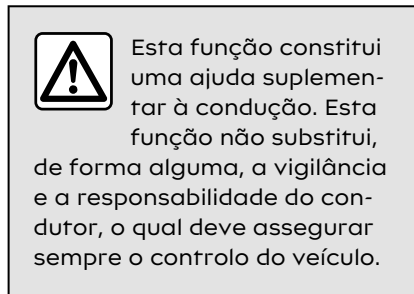 Esta função constitui
uma ajuda suplemen-
tar à condução. Esta
função não substitui,
de forma alguma, a vigilância
e a responsabilidade do con-
dutor, o qual deve assegurar
sempre o controlo do veículo.